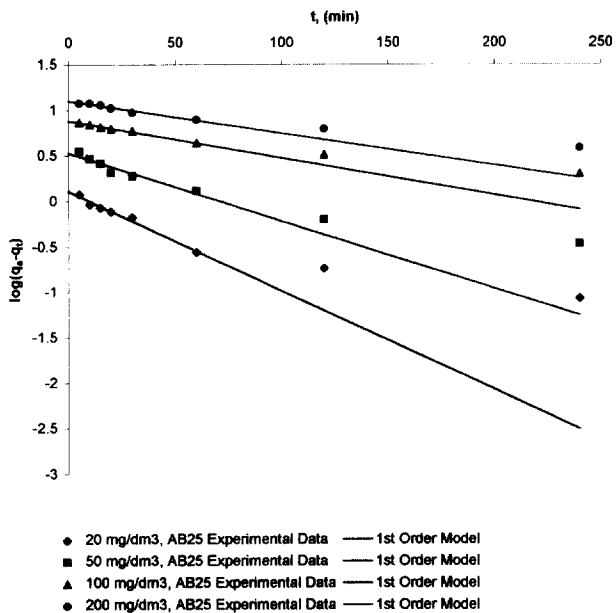 t, (min)
0 50 100 150 200 250
1.5
1
0.5
0
-0.5
-1
-1.5
-2
-2.5
-3
log(qe-qt)
20 mg/dm3, AB25 Experimental Data 1st Order Model
50 mg/dm3, AB25 Experimental Data 1st Order Model
100 mg/dm3, AB25 Experimental Data 1st Order Model
200 mg/dm3, AB25 Experimental Data 1st Order Model